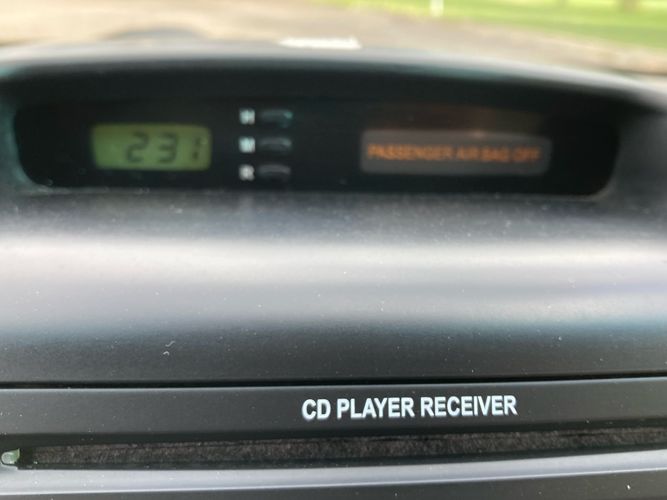 231
H
M
R
PASSENGER AIR BAG OFF
CD PLAYER RECEIVER